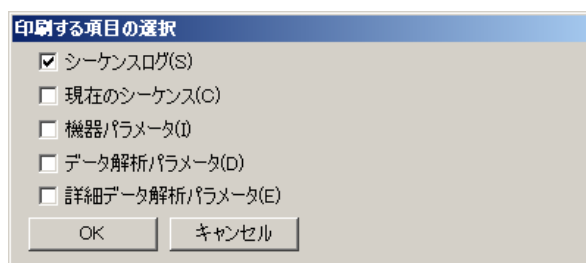 印刷する項目の選択
シーケンスログ(S)
現在のシーケンス(C)
機器パラメータ(I)
データ解析パラメータ(D)
詳細データ解析パラメータ(E)
OK キャンセル